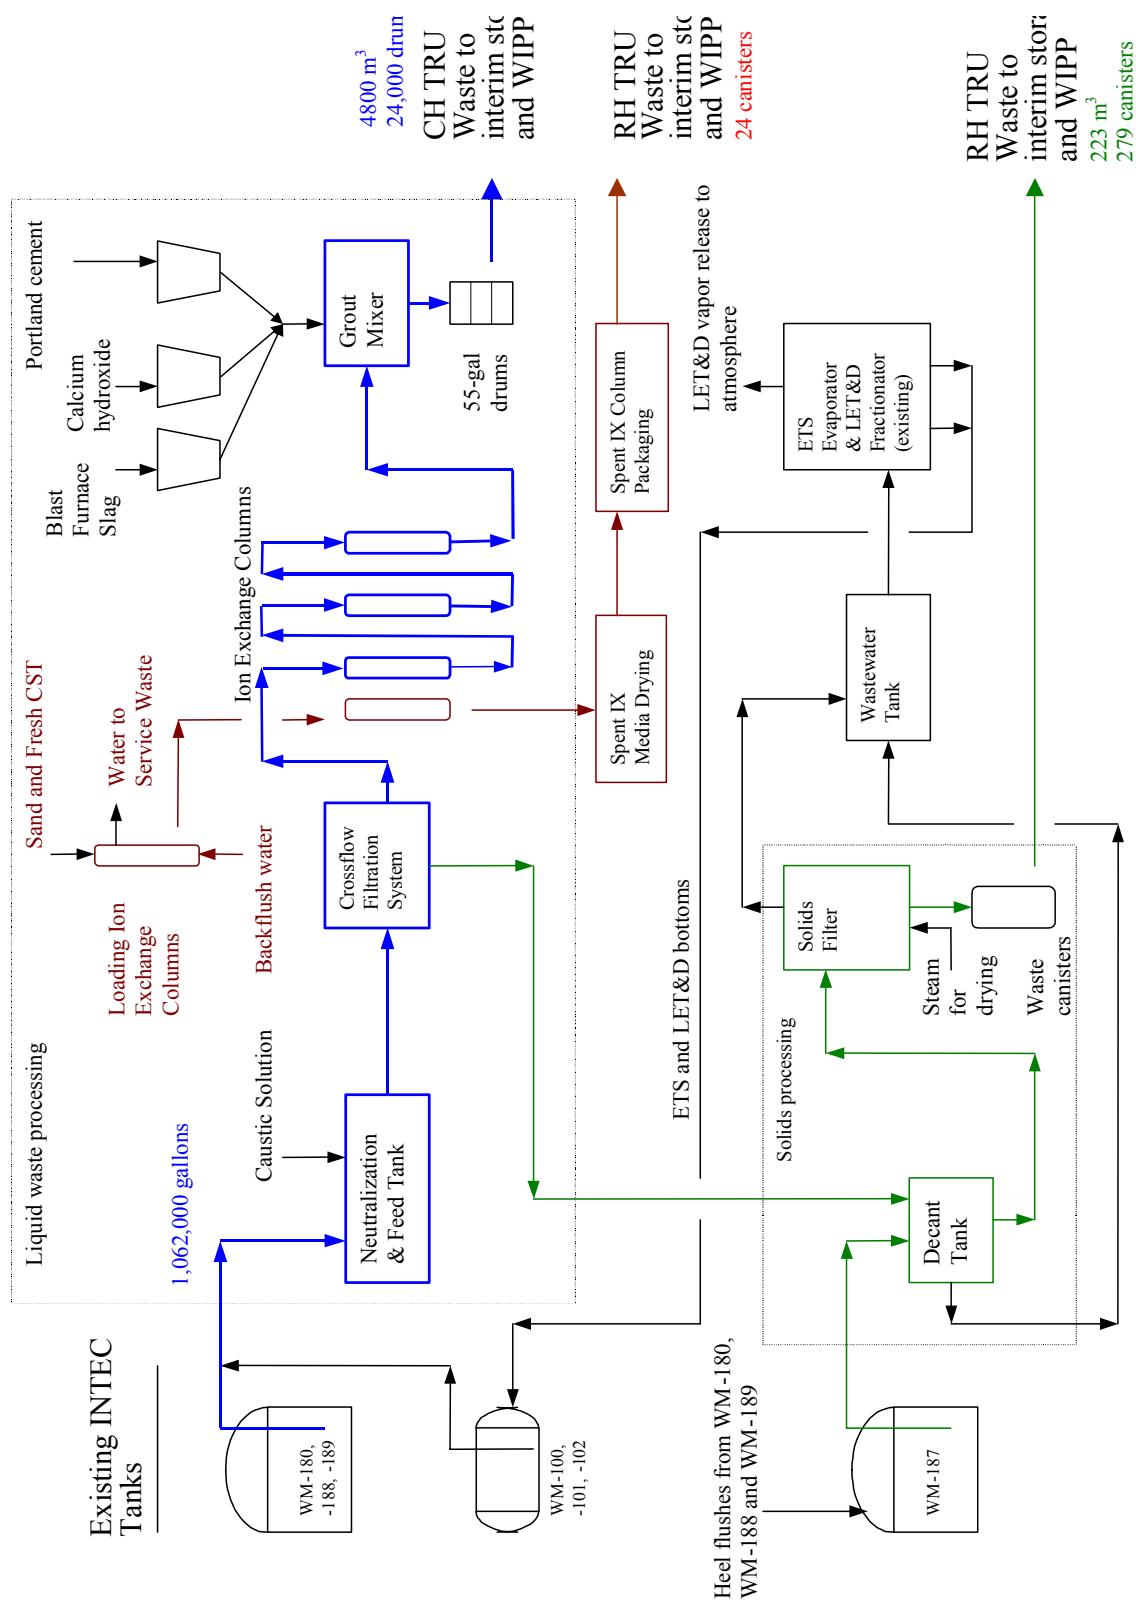 Existing INTEC
Tanks
WM-180,
-188, -189
WM-100,
-101, -102
Heel flushes from WM-180,
WM-188 and WM-189
WM-187
Liquid waste processing
1,062,000 gallons
Caustic Solution
Neutralization
& Feed Tank
Loading Ion
Exchange
Columns
Sand and Fresh CST
Water to
Service Waste
Backflush water
Crossflow
Filtration
System
Ion Exchange Columns
Blast
Furnace
Slag
Calcium
hydroxide
Portland cement
Grout
Mixer
55-gal
drums
4800 m³
24,000 drun
CH TRU
Waste to
interim sto
and WIPP
Spent IX
Media Drying
Spent IX Column
Packaging
RH TRU
Waste to
interim sto
and WIPP
24 canisters
ETS and LET&D bottoms
LET&D vapor release to
atmosphere
ETS
Evaporator
& LET&D
Fractionator
(existing)
Wastewater
Tank
Solids processing
Decant
Tank
Solids
Filter
Steam
for
drying
Waste
canisters
RH TRU
Waste to
interim stora
and WIPP
223 m³
279 canisters